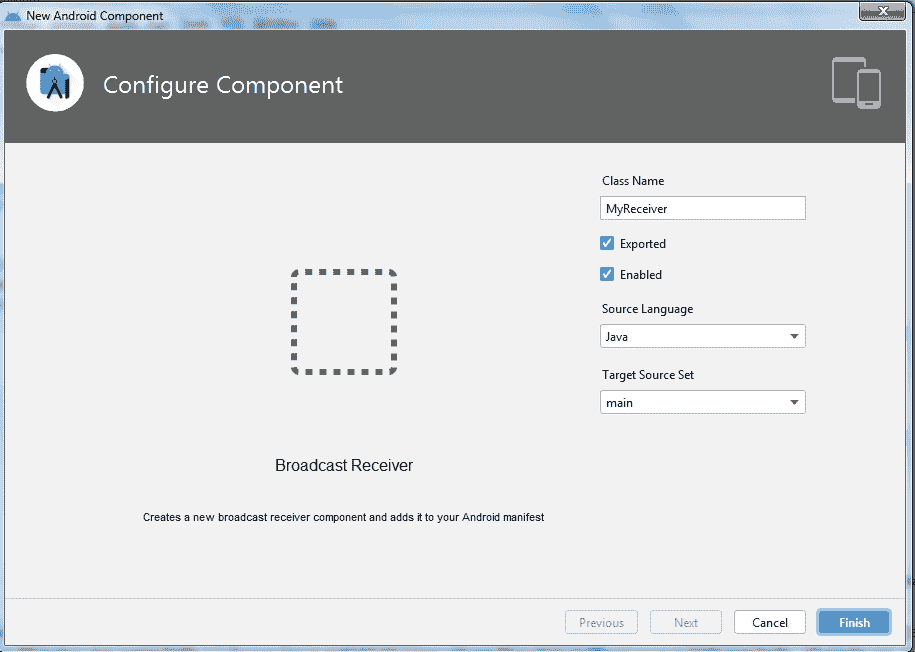 New Android Component
Configure Component
Class Name
MyReceiver
Exported
Enabled
Source Language
Java
Target Source Set
main
Broadcast Receiver
Creates a new broadcast receiver component and adds it to your Android manifest
Previous
Next
Cancel
Finish